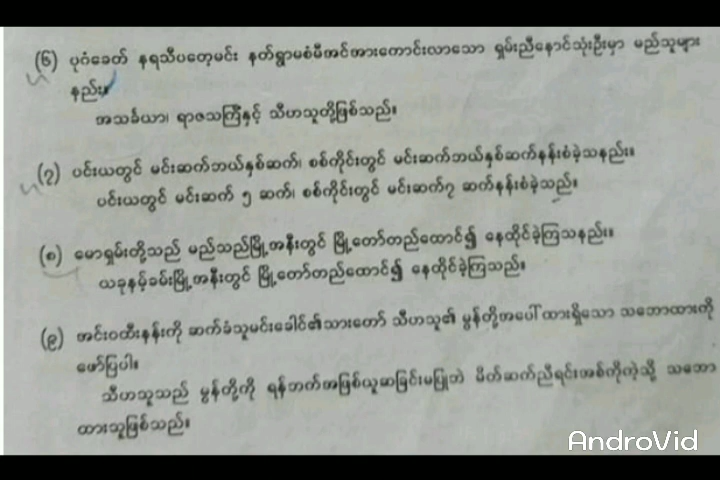 (၆) ပုဂံခေတ် နရသီပတေ့မင်း နတ်ရွာမစံမီအင်အားကောင်းလာသော ရှမ်းညီနောင်သုံးဦးမှာ မည်သူများ
နည်း။
အသင်္ခယာ၊ ရာဇသင်္ကြံနှင့် သီဟသူတို့ဖြစ်သည်။
(၇) ပင်းယတွင် မင်းဆက်ဘယ်နှစ်ဆက်၊ စစ်ကိုင်းတွင် မင်းဆက်ဘယ်နှစ်ဆက်နန်းစံခဲ့သနည်း။
ပင်းယတွင် မင်းဆက် ၅ ဆက်၊ စစ်ကိုင်းတွင် မင်းဆက်၇ ဆက်နန်းစံခဲ့သည်။
(၈) မောရှမ်းတို့သည် မည်သည့်မြို့အနီးတွင် မြို့တော်တည်ထောင်၍ နေထိုင်ခဲ့ကြသနည်း။
ယခုနမ့်ခမ်းမြို့အနီးတွင် မြို့တော်တည်ထောင်၍ နေထိုင်ခဲ့ကြသည်။
(၉) အင်းဝထီးနန်းကို ဆက်ခံသူမင်းခေါင်၏သားတော် သီဟသူ၏ မွန်တို့အပေါ်ထားရှိသော သဘောထားကို
ဖော်ပြပါ။
သီဟသူသည် မွန်တို့ကို ရန်ဘက်အဖြစ်ယူဆခြင်းမပြုဘဲ မိတ်ဆက်ညီရင်းအစ်ကိုကဲ့သို့ သဘော
ထားသူဖြစ်သည်။
AndroVid